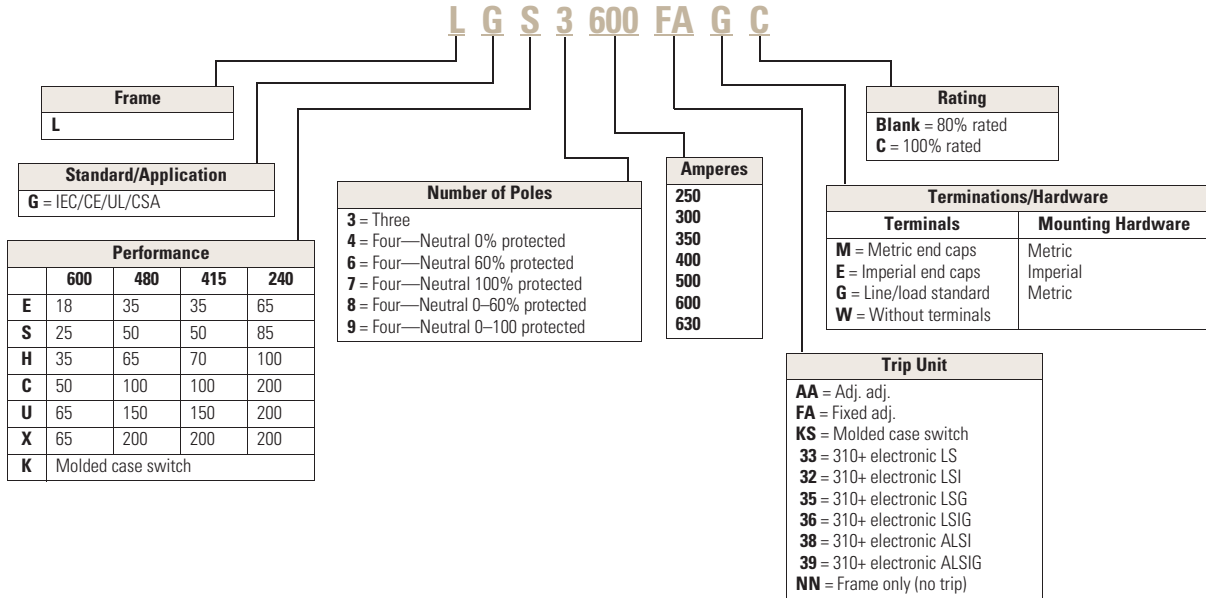 L G S 3 600 FA G C
Frame
L
Standard/Application
G = IEC/CE/UL/CSA
Performance
600 480 415 240
E 18 35 35 65
S 25 50 50 85
H 35 65 70 100
C 50 100 100 200
U 65 150 150 200
X 65 200 200 200
K Molded case switch
Number of Poles
3 = Three
4 = Four—Neutral 0% protected
6 = Four—Neutral 60% protected
7 = Four—Neutral 100% protected
8 = Four—Neutral 0–60% protected
9 = Four—Neutral 0–100 protected
Amperes
250
300
350
400
500
600
630
Rating
Blank = 80% rated
C = 100% rated
Terminations/Hardware
Terminals Mounting Hardware
M = Metric end caps Metric
E = Imperial end caps Imperial
G = Line/load standard Metric
W = Without terminals
Trip Unit
AA = Adj. adj.
FA = Fixed adj.
KS = Molded case switch
33 = 310+ electronic LS
32 = 310+ electronic LSI
35 = 310+ electronic LSG
36 = 310+ electronic LSIG
38 = 310+ electronic ALSI
39 = 310+ electronic ALSIG
NN = Frame only (no trip)